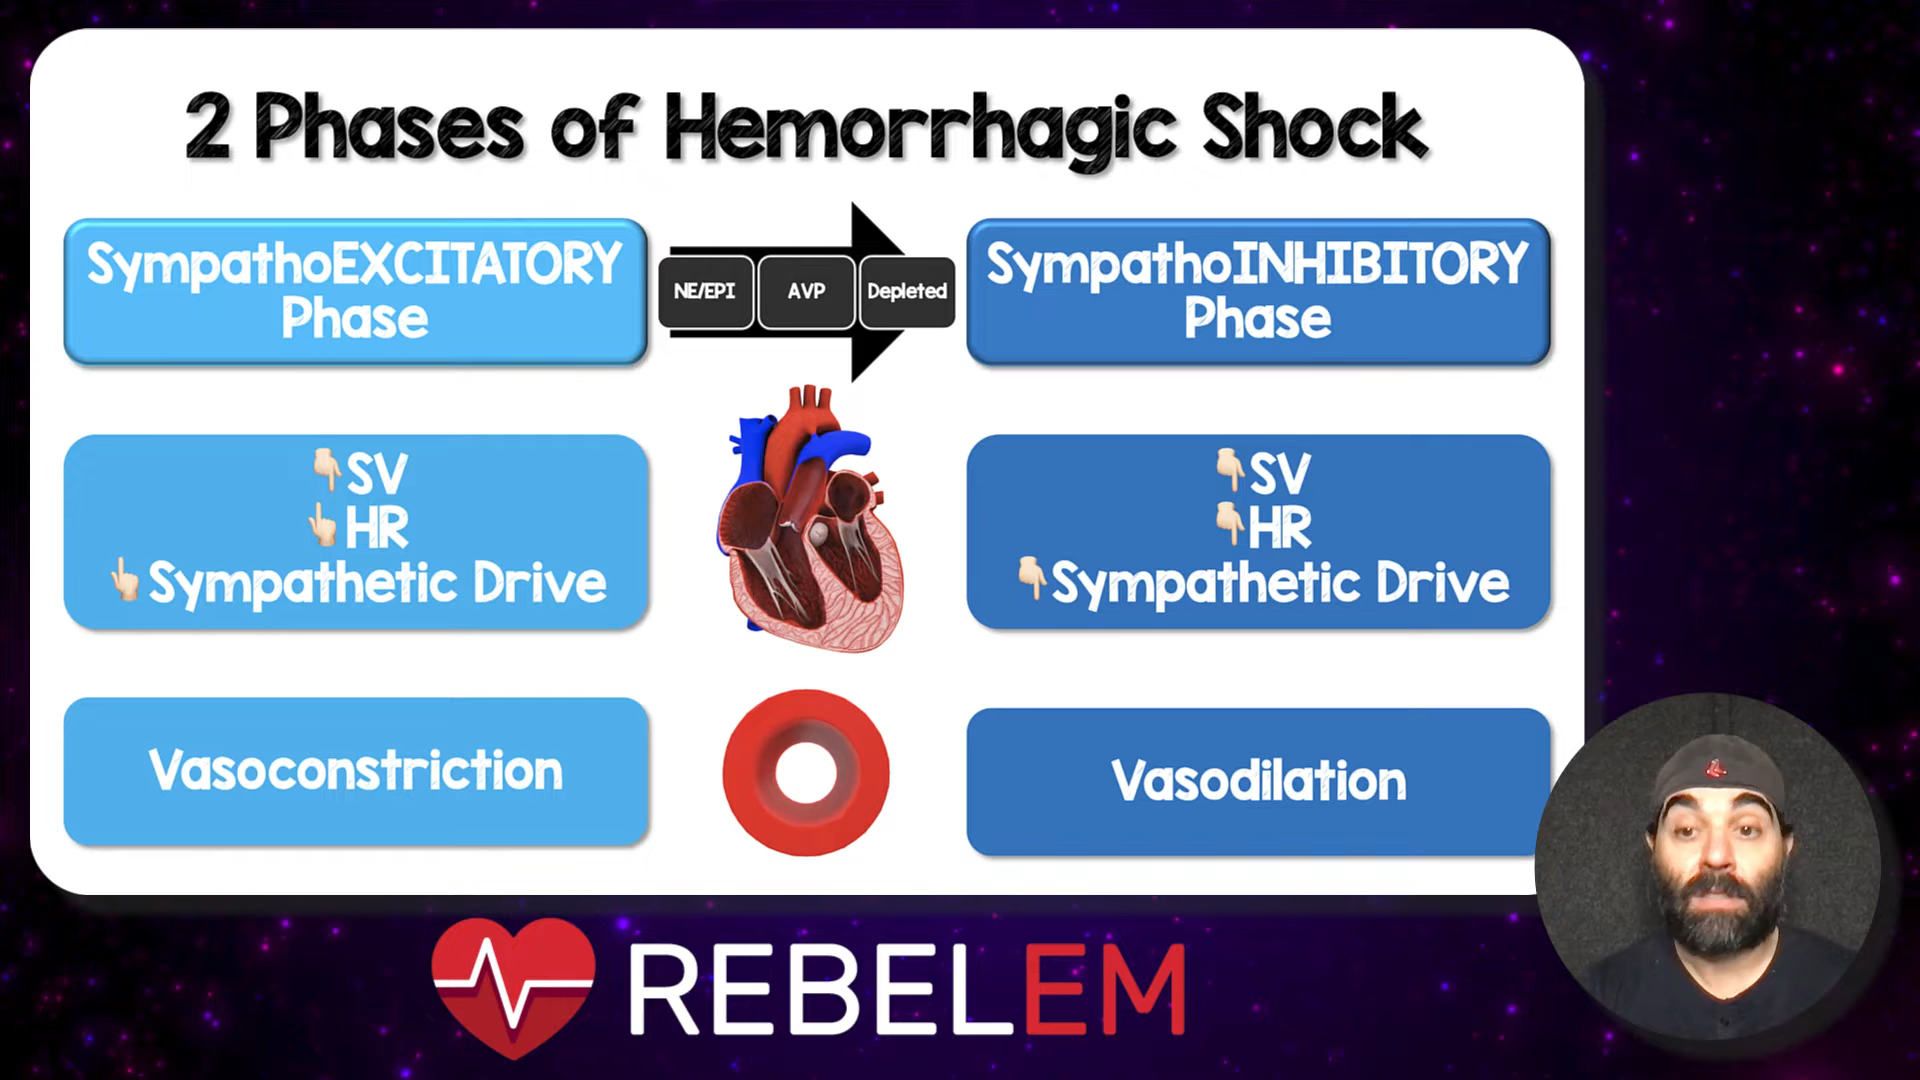 2 Phases of Hemorrhagic Shock
SympathoEXCITATORY
Phase
NE/EPI
AVP
Depleted
SympathoINHIBITORY
Phase
👇🏻SV
👆🏻HR
👆🏻Sympathetic Drive
👇🏻SV
👇🏻HR
👇🏻Sympathetic Drive
Vasoconstriction
Vasodilation
REBELEM